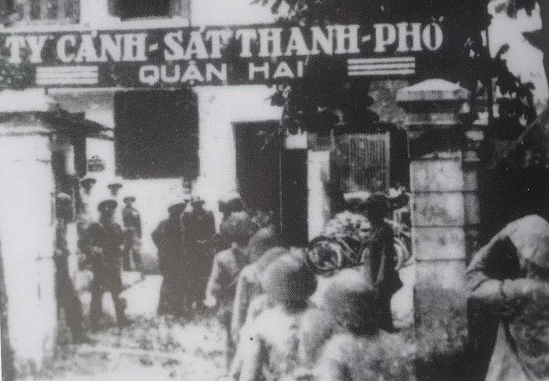 TY CẢNH-SÁT THÀNH-PHỐ
QUẬN HAI